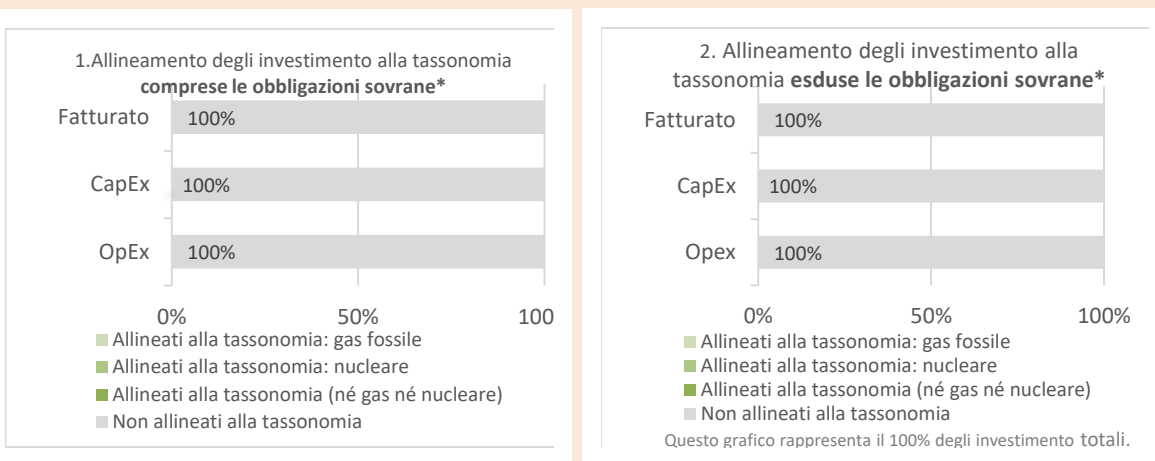 1.Allineamento degli investimento alla tassonomia
comprese le obbligazioni sovrane*
Fatturato
100%
CapEx
100%
OpEx
100%
0%
50%
100
Allineati alla tassonomia: gas fossile
Allineati alla tassonomia: nucleare
Allineati alla tassonomia (né gas né nucleare)
Non allineati alla tassonomia
2. Allineamento degli investimento alla
tassonomia esduse le obbligazioni sovrane*
Fatturato
100%
CapEx
100%
Opex
100%
0%
50%
100%
Allineati alla tassonomia: gas fossile
Allineati alla tassonomia: nucleare
Allineati alla tassonomia (né gas né nucleare)
Non allineati alla tassonomia
Questo grafico rappresenta il 100% degli investimento totali.